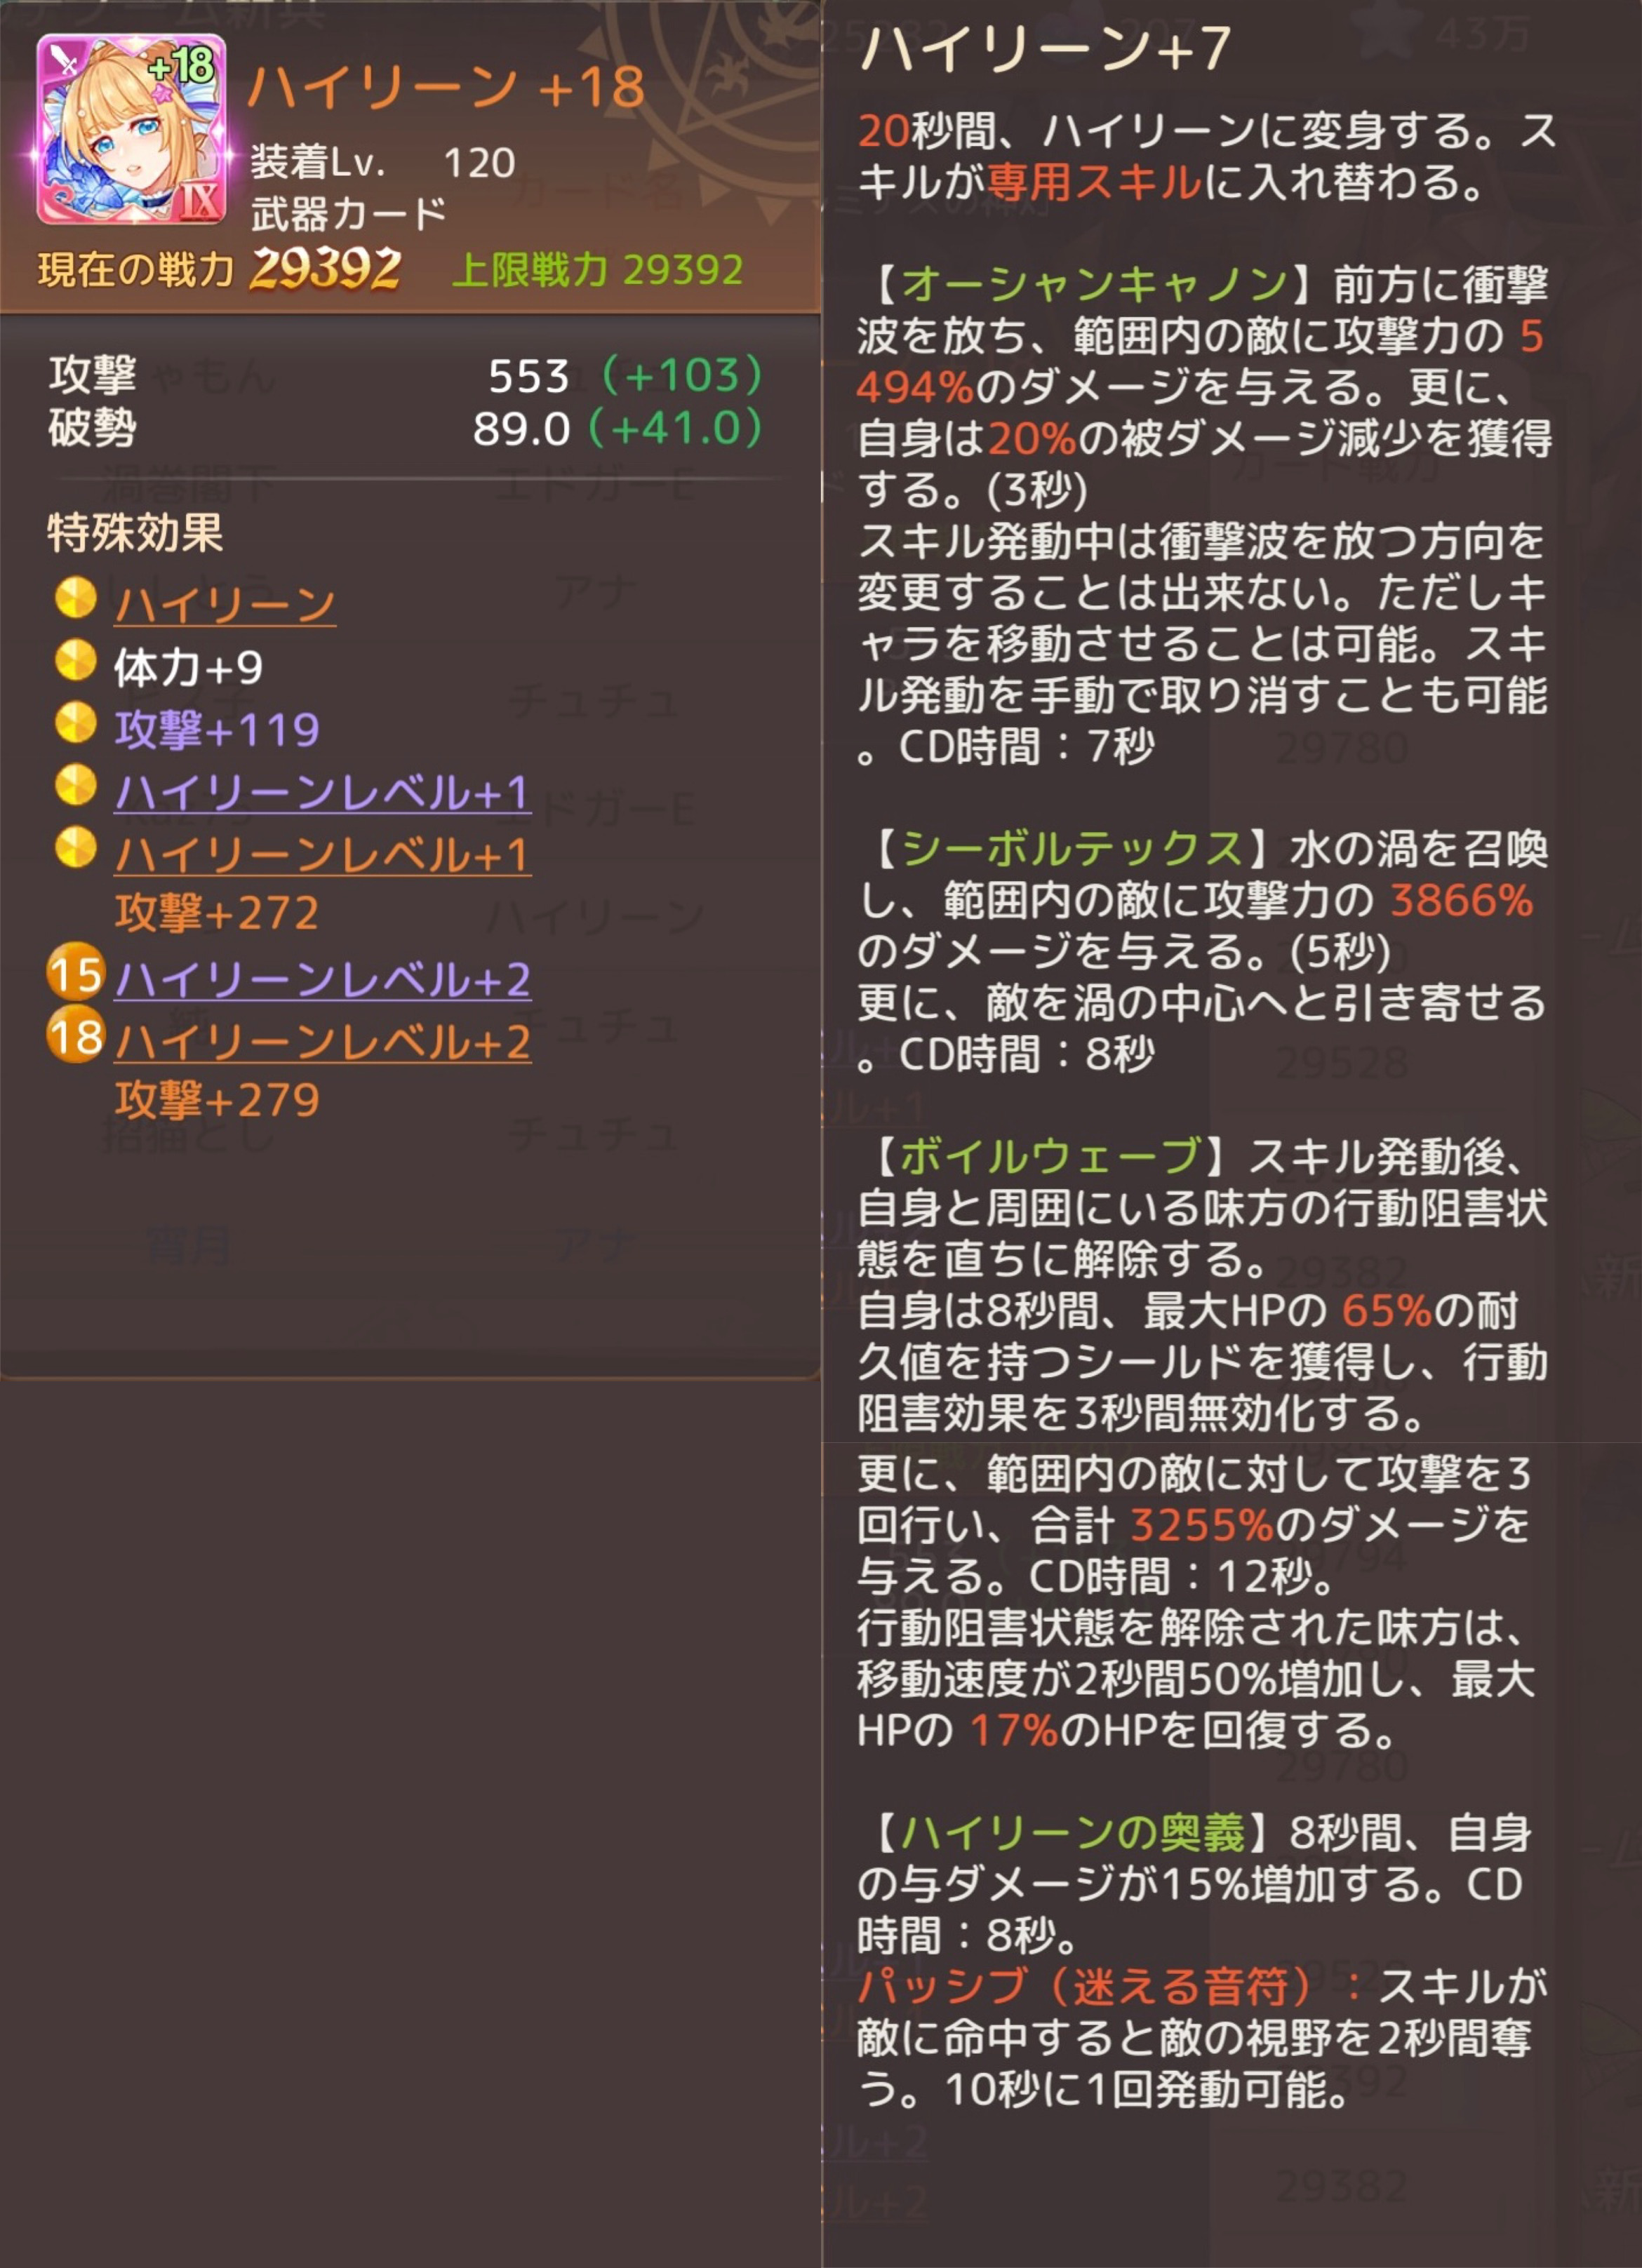 +18
IX
ハイリーン +18
装着Lv. 120
武器カード
現在の戦力 29392 上限戦力 29392
攻撃 553 (+103)
破勢 89.0 (+41.0)
特殊効果
ハイリーン
体力+9
攻撃+119
ハイリーンレベル+1
ハイリーンレベル+1
攻撃+272
15 ハイリーンレベル+2
18 ハイリーンレベル+2
攻撃+279
ハイリーン+7
20秒間、ハイリーンに変身する。ス
キルが専用スキルに入れ替わる。
【オーシャンキャノン】前方に衝撃
波を放ち、範囲内の敵に攻撃力の 5
494%のダメージを与える。更に、
自身は20%の被ダメージ減少を獲得
する。(3秒)
スキル発動中は衝撃波を放つ方向を
変更することは出来ない。ただしキ
ャラを移動させることは可能。スキ
ル発動を手動で取り消すことも可能
。CD時間：7秒
【シーボルテックス】水の渦を召喚
し、範囲内の敵に攻撃力の 3866%
のダメージを与える。(5秒)
更に、敵を渦の中心へと引き寄せる
。CD時間：8秒
【ボイルウェーブ】スキル発動後、
自身と周囲にいる味方の行動阻害状
態を直ちに解除する。
自身は8秒間、最大HPの 65%の耐
久値を持つシールドを獲得し、行動
阻害効果を3秒間無効化する。
更に、範囲内の敵に対して攻撃を3
回行い、合計 3255%のダメージを
与える。CD時間：12秒。
行動阻害状態を解除された味方は、
移動速度が2秒間50%増加し、最大
HPの 17%のHPを回復する。
【ハイリーンの奥義】8秒間、自身
の与ダメージが15%増加する。CD
時間：8秒。
パッシブ（迷える音符）：スキルが
敵に命中すると敵の視野を2秒間奪
う。10秒に1回発動可能。